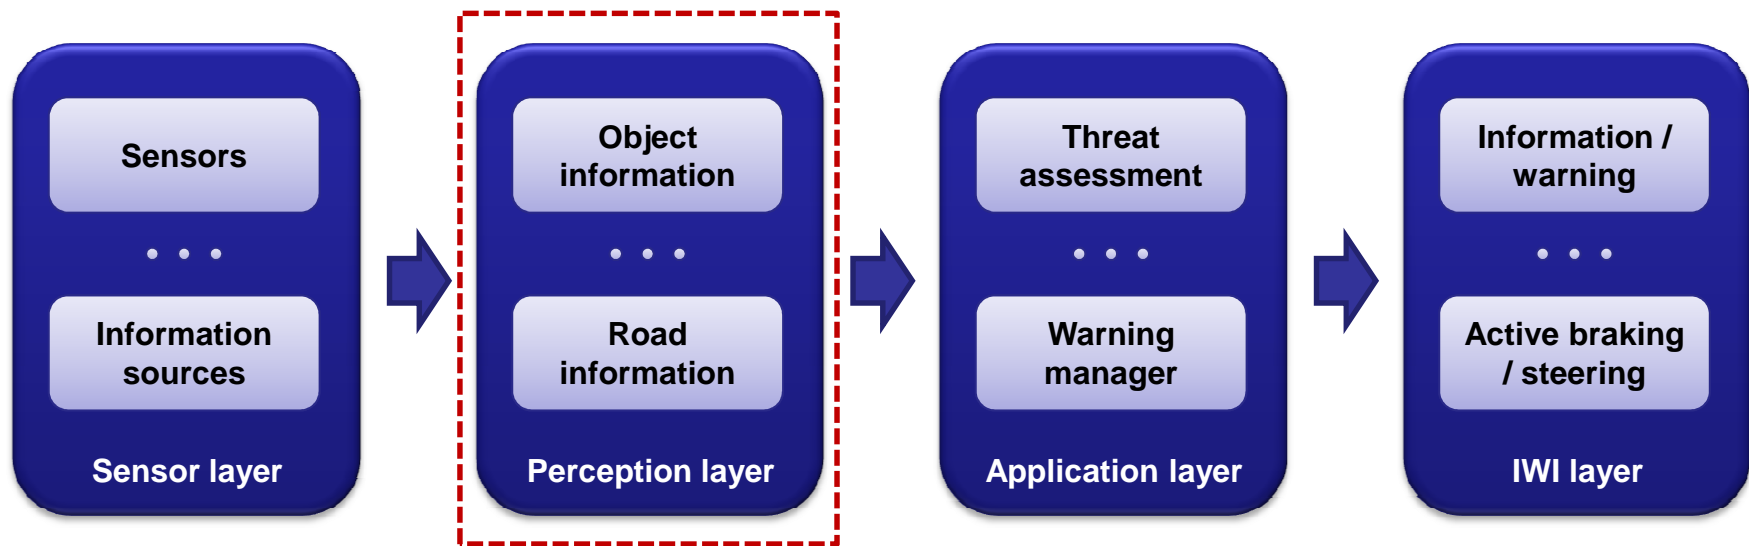 Sensors
Information
sources
Sensor layer
Object
information
Road
information
Perception layer
Threat
assessment
Warning
manager
Application layer
Information /
warning
Active braking
/ steering
IWI layer